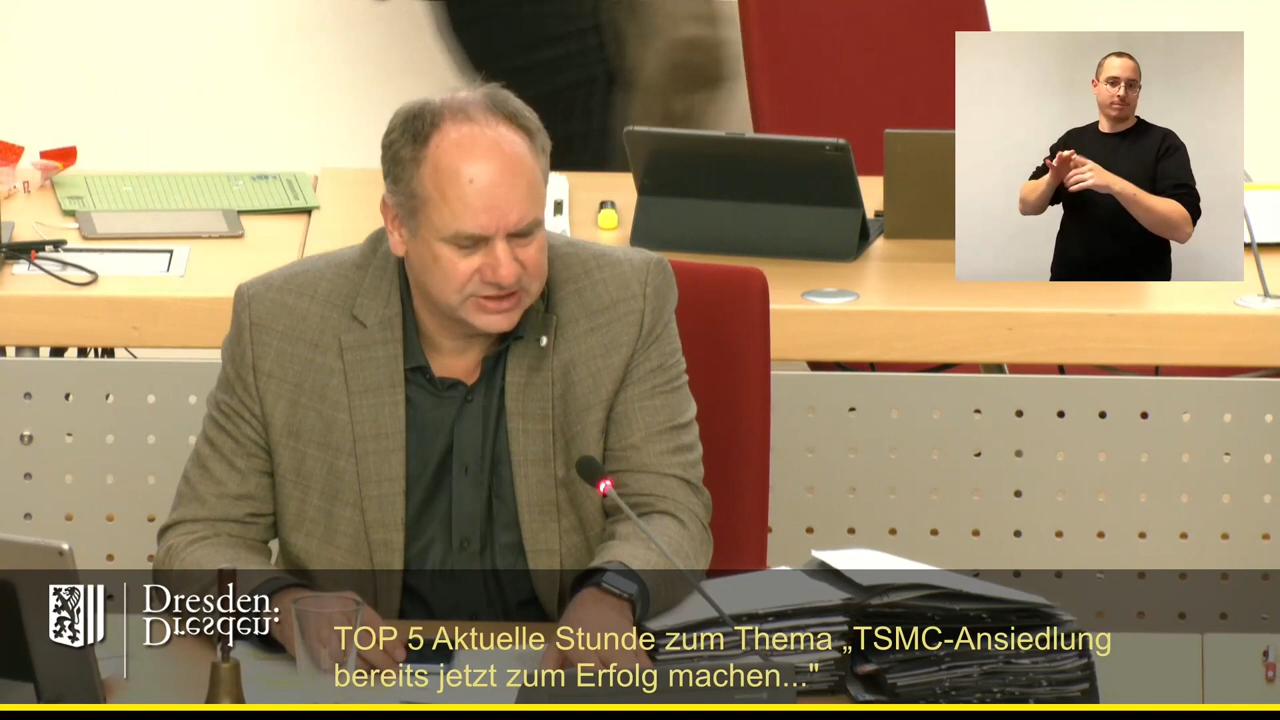 Dresden.
Dresden.
TOP 5 Aktuelle Stunde zum Thema „TSMC-Ansiedlung
bereits jetzt zum Erfolg machen..."